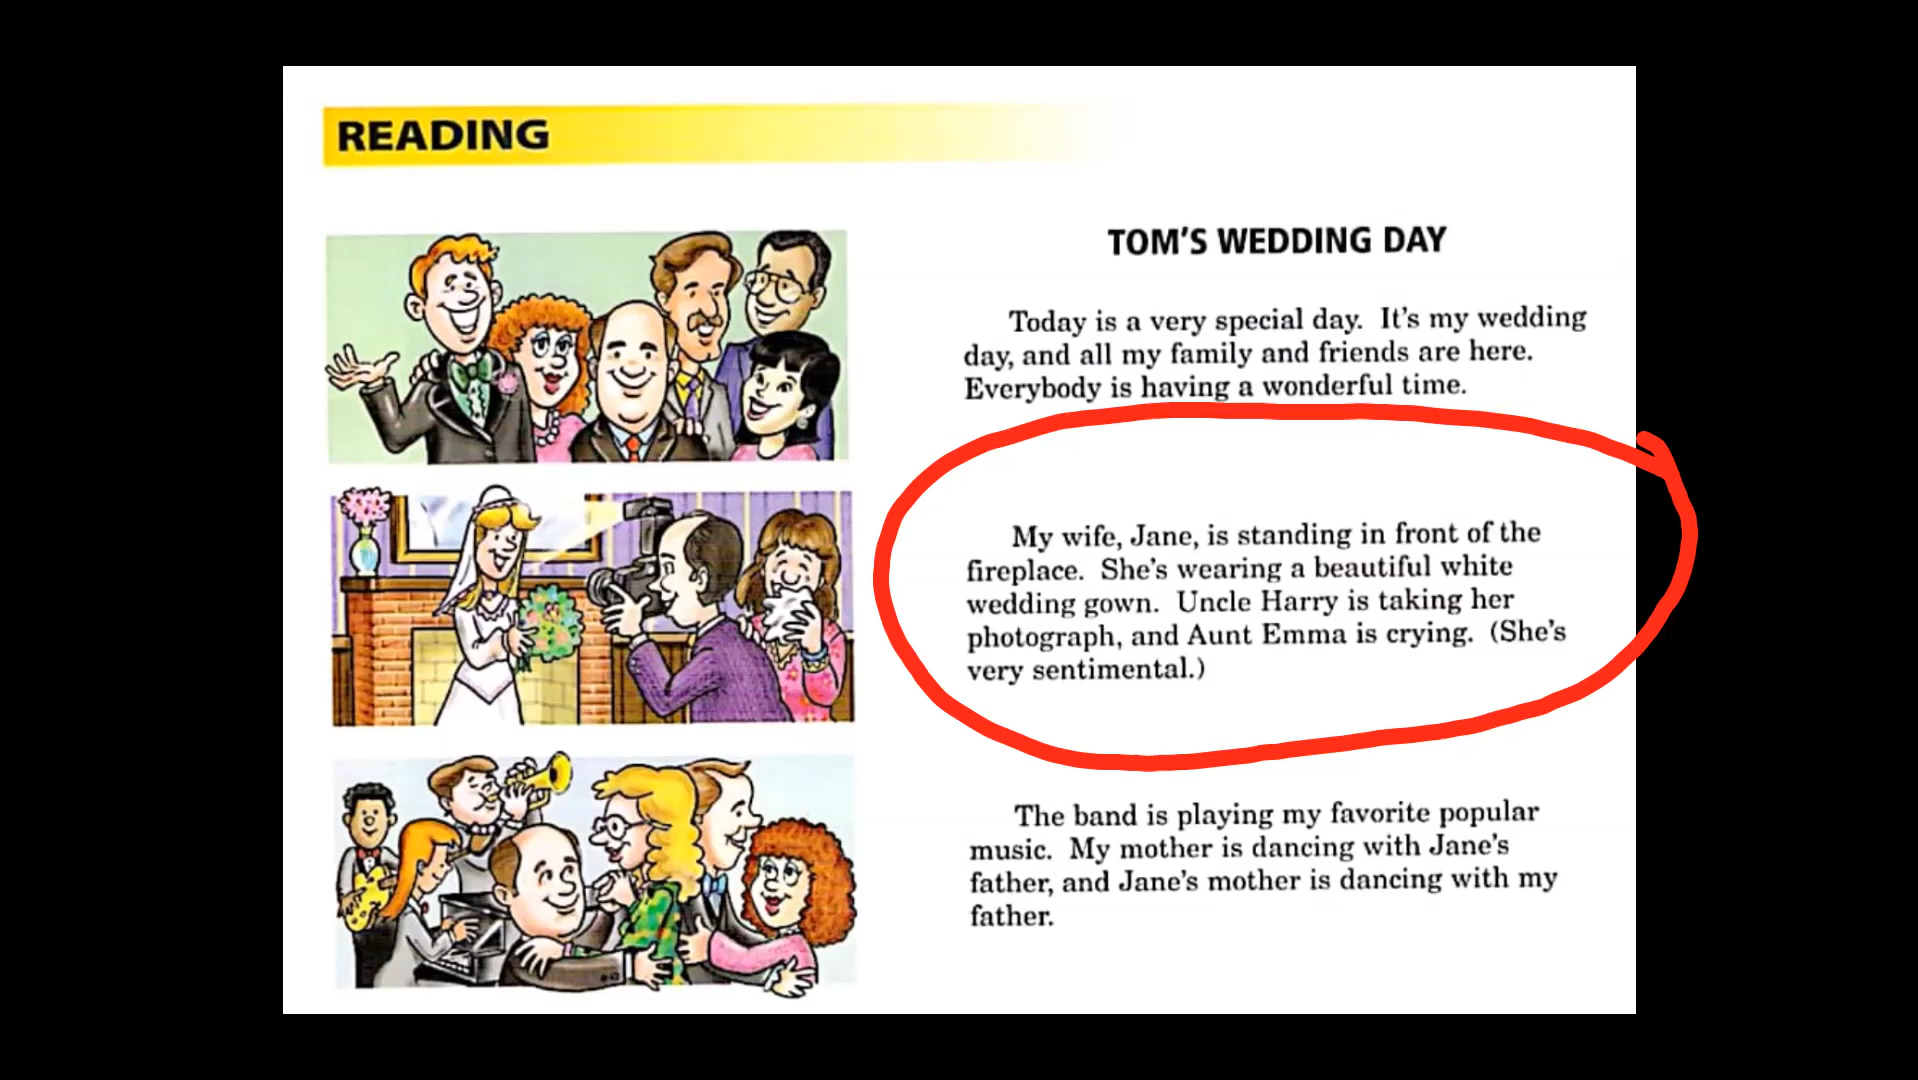 READING
TOM'S WEDDING DAY
Today is a very special day. It's my wedding
day, and all my family and friends are here.
Everybody is having a wonderful time.
My wife, Jane, is standing in front of the
fireplace. She's wearing a beautiful white
wedding gown. Uncle Harry is taking her
photograph, and Aunt Emma is crying. (She's
very sentimental.)
The band is playing my favorite popular
music. My mother is dancing with Jane's
father, and Jane's mother is dancing with my
father.